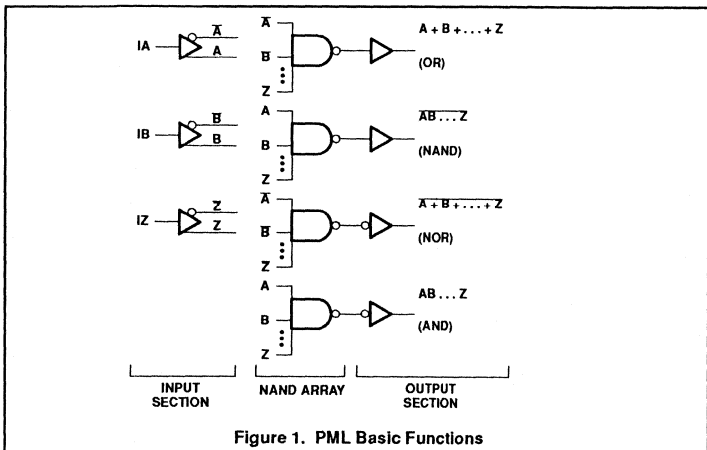 IA
A̅
A
A̅
B̅
Z
A + B + . . . + Z
(OR)
IB
B̅
B
A
B
Z
A̅B̅ . . . Z̅
(NAND)
IZ
Z̅
Z
A̅
B̅
Z
A̅ ̅+̅ ̅B̅ ̅+̅ ̅.̅ ̅.̅ ̅.̅ ̅+̅ ̅Z̅
(NOR)
A
B
Z
AB . . . Z
(AND)
INPUT
SECTION
NAND ARRAY
OUTPUT
SECTION
Figure 1. PML Basic Functions